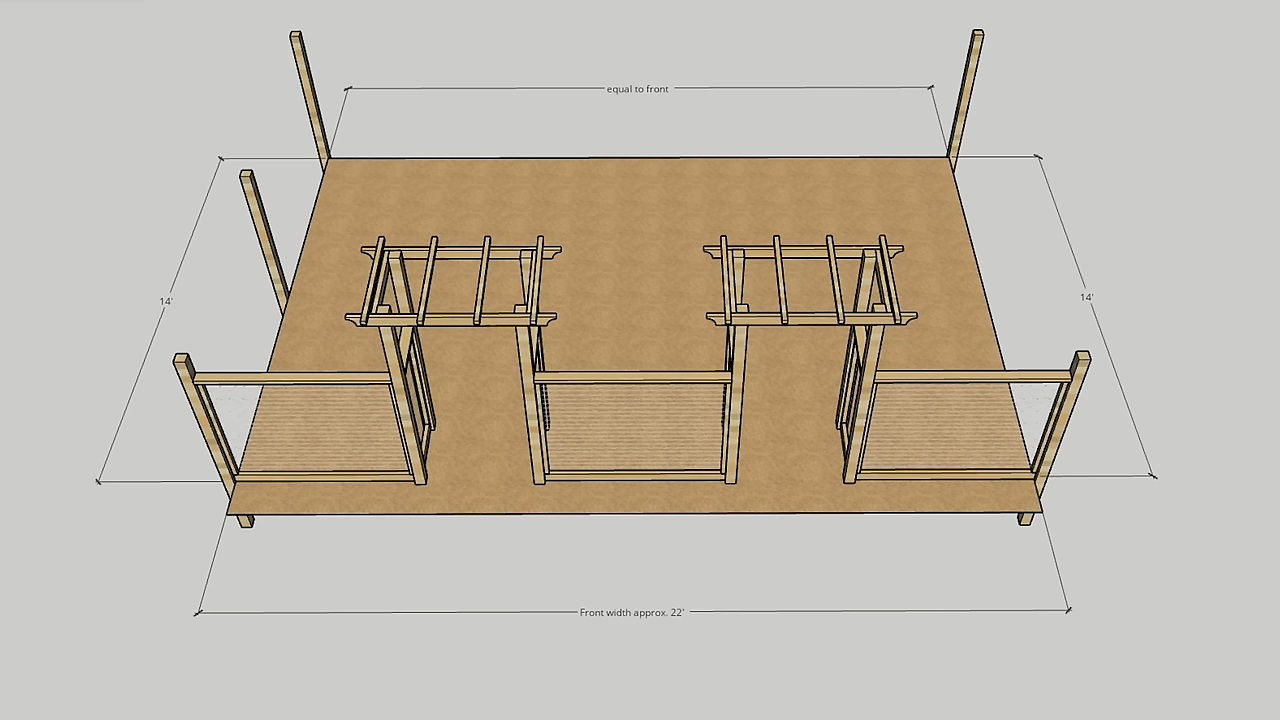 equal to front
14'
14'
Front width approx. 22'